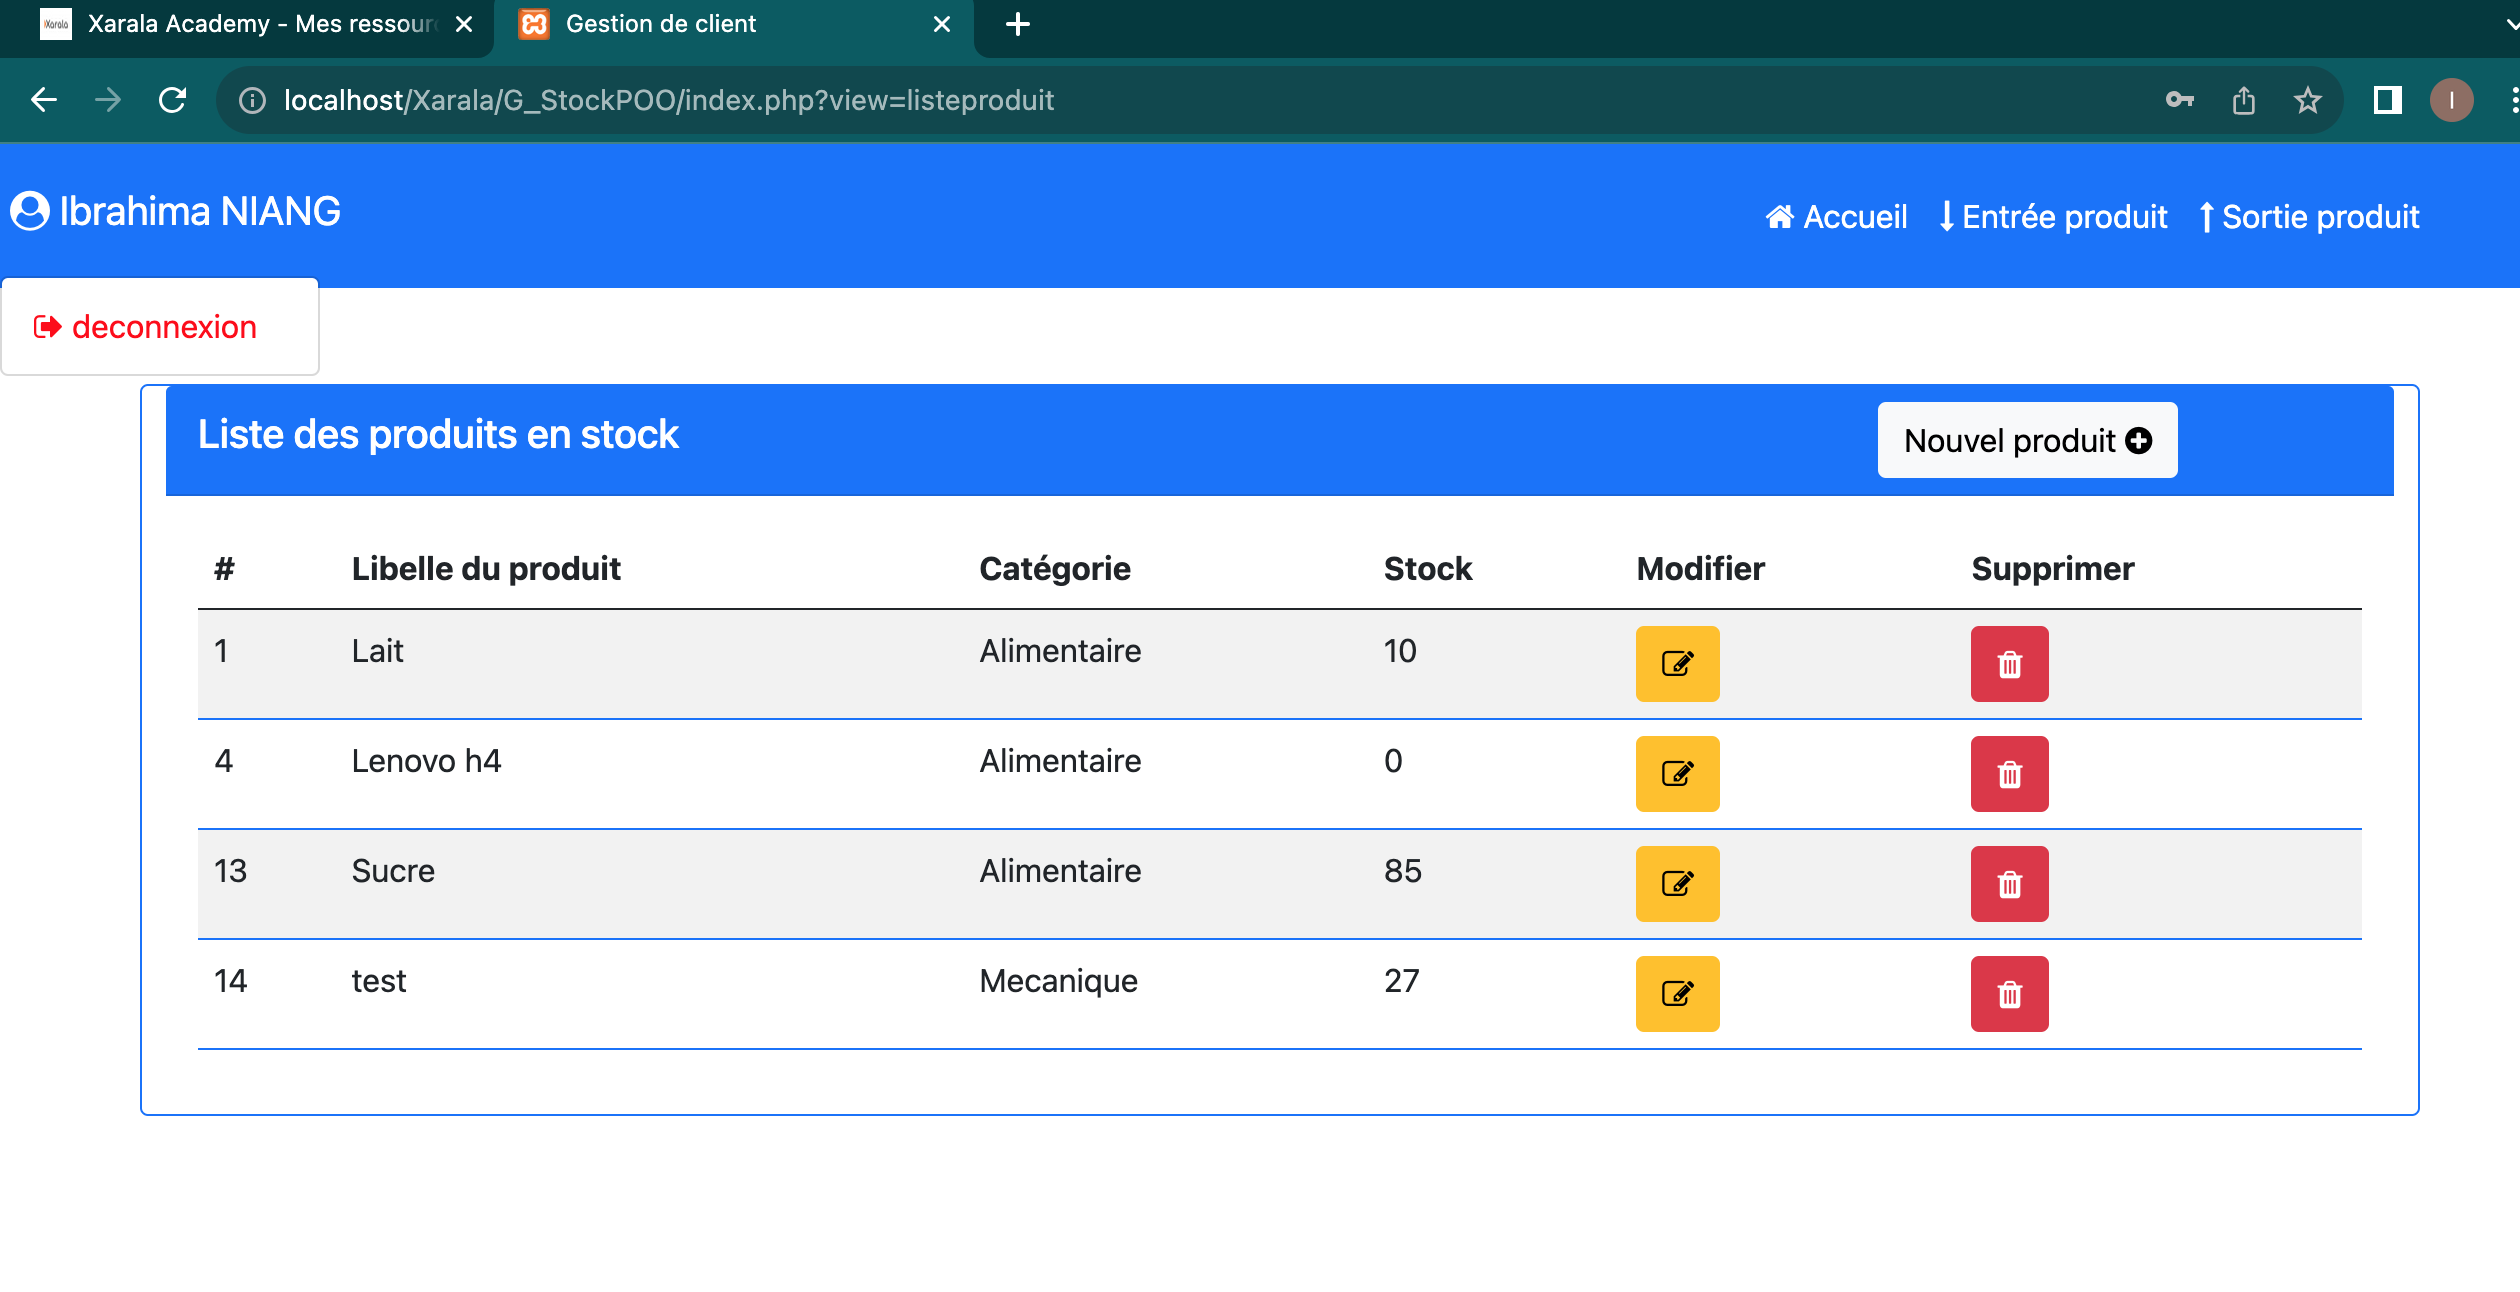 Xarala Academy - Mes ressour
Gestion de client
localhost/Xarala/G_StockPOO/index.php?view=listeproduit
I
Ibrahima NIANG
Accueil Entrée produit Sortie produit
deconnexion
Liste des produits en stock
Nouvel produit
# Libelle du produit Catégorie Stock Modifier Supprimer
1 Lait Alimentaire 10
4 Lenovo h4 Alimentaire 0
13 Sucre Alimentaire 85
14 test Mecanique 27